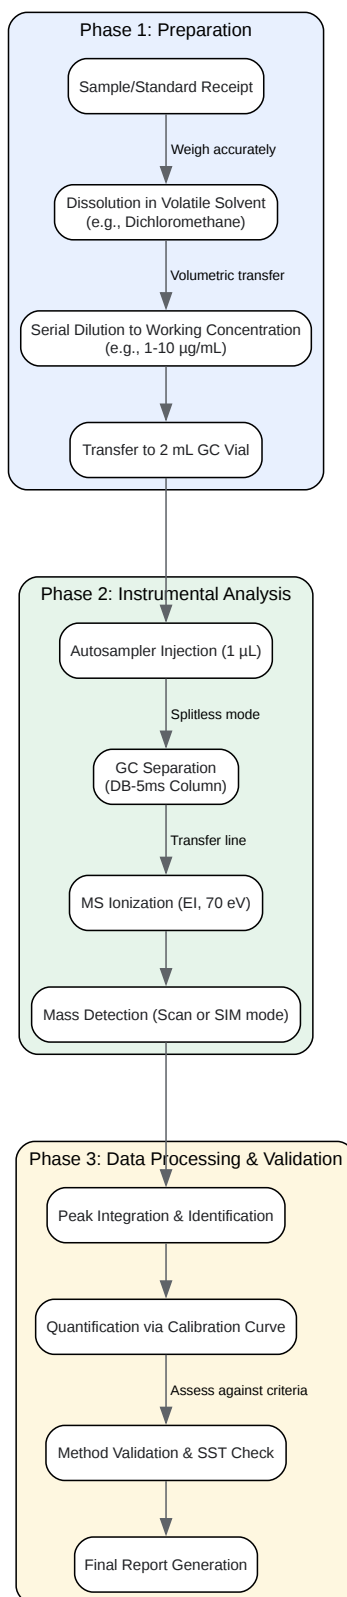 Phase 1: Preparation
Sample/Standard Receipt
Weigh accurately
Dissolution in Volatile Solvent
(e.g., Dichloromethane)
Volumetric transfer
Serial Dilution to Working Concentration
(e.g., 1-10 µg/mL)
Transfer to 2 mL GC Vial
Phase 2: Instrumental Analysis
Autosampler Injection (1 µL)
Splitless mode
GC Separation
(DB-5ms Column)
Transfer line
MS Ionization (EI, 70 eV)
Mass Detection (Scan or SIM mode)
Phase 3: Data Processing & Validation
Peak Integration & Identification
Quantification via Calibration Curve
Assess against criteria
Method Validation & SST Check
Final Report Generation